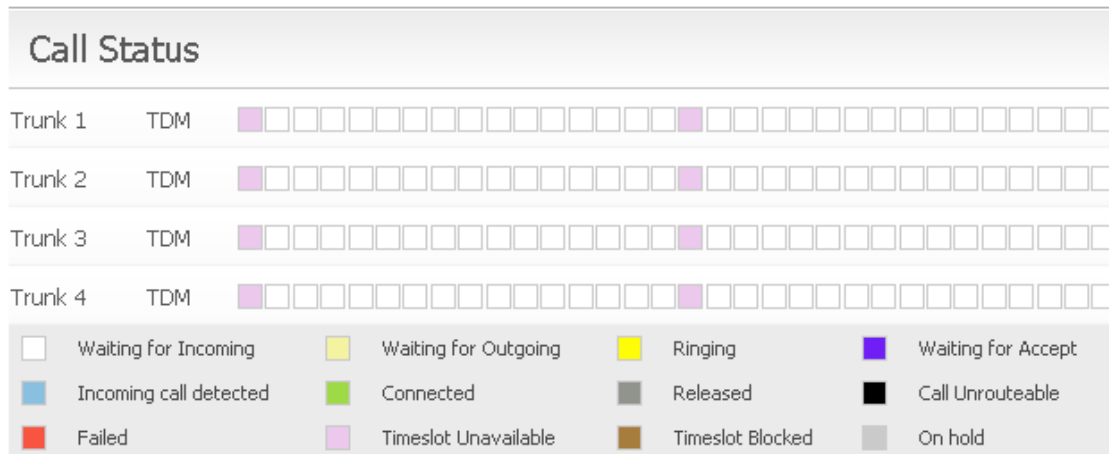 Call Status
Trunk 1 TDM
Trunk 2 TDM
Trunk 3 TDM
Trunk 4 TDM
Waiting for Incoming Waiting for Outgoing Ringing Waiting for Accept
Incoming call detected Connected Released Call Unrouteable
Failed Timeslot Unavailable Timeslot Blocked On hold